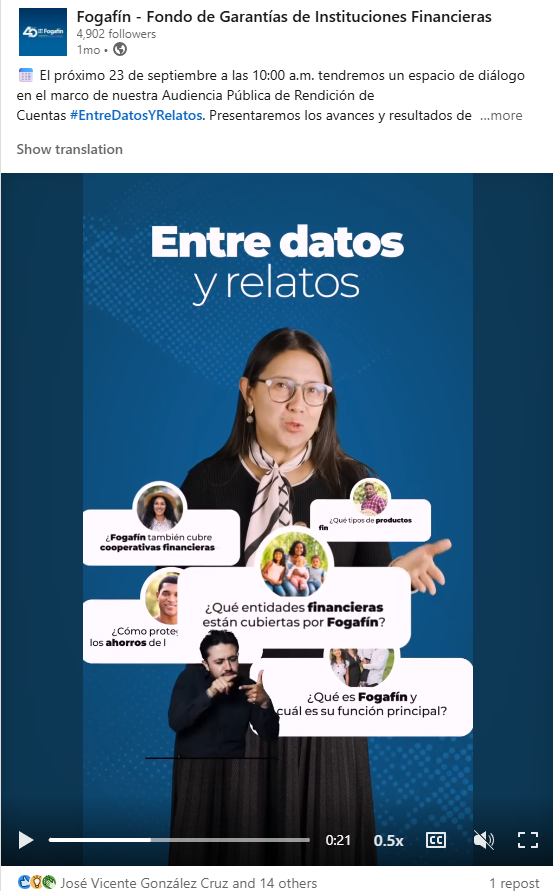 40 Fogafín
Fogafín - Fondo de Garantías de Instituciones Financieras
4,902 followers
1mo •
El próximo 23 de septiembre a las 10:00 a.m. tendremos un espacio de diálogo
en el marco de nuestra Audiencia Pública de Rendición de
Cuentas #EntreDatosYRelatos. Presentaremos los avances y resultados de ...more
Show translation
Entre datos
y relatos
¿Fogafín también cubre
cooperativas financieras
¿Qué tipos de productos
fin
¿Qué entidades financieras
están cubiertas por Fogafín?
¿Cómo proteg
los ahorros de l
¿Qué es Fogafín y
cuál es su función principal?
0:21 0.5x CC
José Vicente González Cruz and 14 others
1 repost